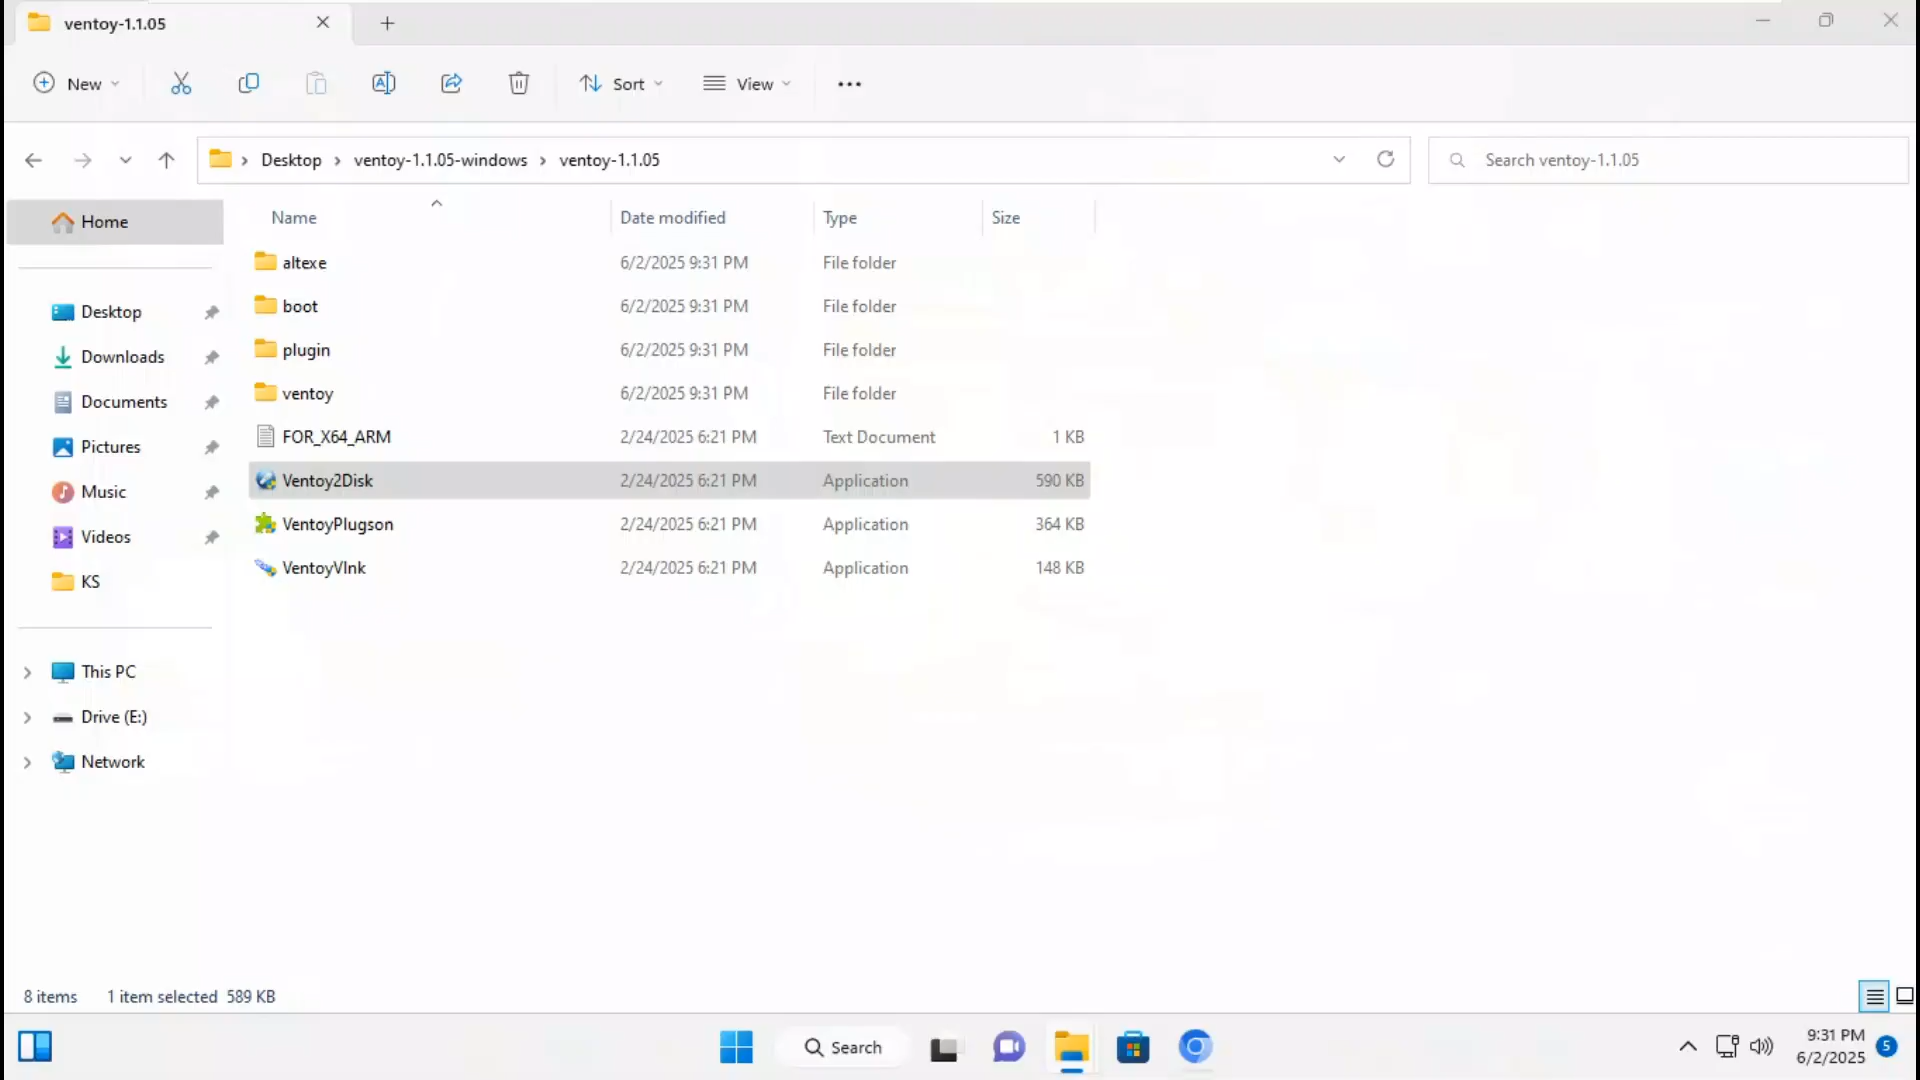 ventoy-1.1.05
New
Sort
View
Desktop
ventoy-1.1.05-windows
ventoy-1.1.05
Search ventoy-1.1.05
Name
Date modified
Type
Size
Home
Desktop
Downloads
Documents
Pictures
Music
Videos
KS
This PC
Drive (E:)
Network
altexe 6/2/2025 9:31 PM File folder
boot 6/2/2025 9:31 PM File folder
plugin 6/2/2025 9:31 PM File folder
ventoy 6/2/2025 9:31 PM File folder
FOR_X64_ARM 2/24/2025 6:21 PM Text Document 1 KB
Ventoy2Disk 2/24/2025 6:21 PM Application 590 KB
VentoyPlugson 2/24/2025 6:21 PM Application 364 KB
VentoyVlnk 2/24/2025 6:21 PM Application 148 KB
8 items 1 item selected 589 KB
Search
9:31 PM
6/2/2025
5